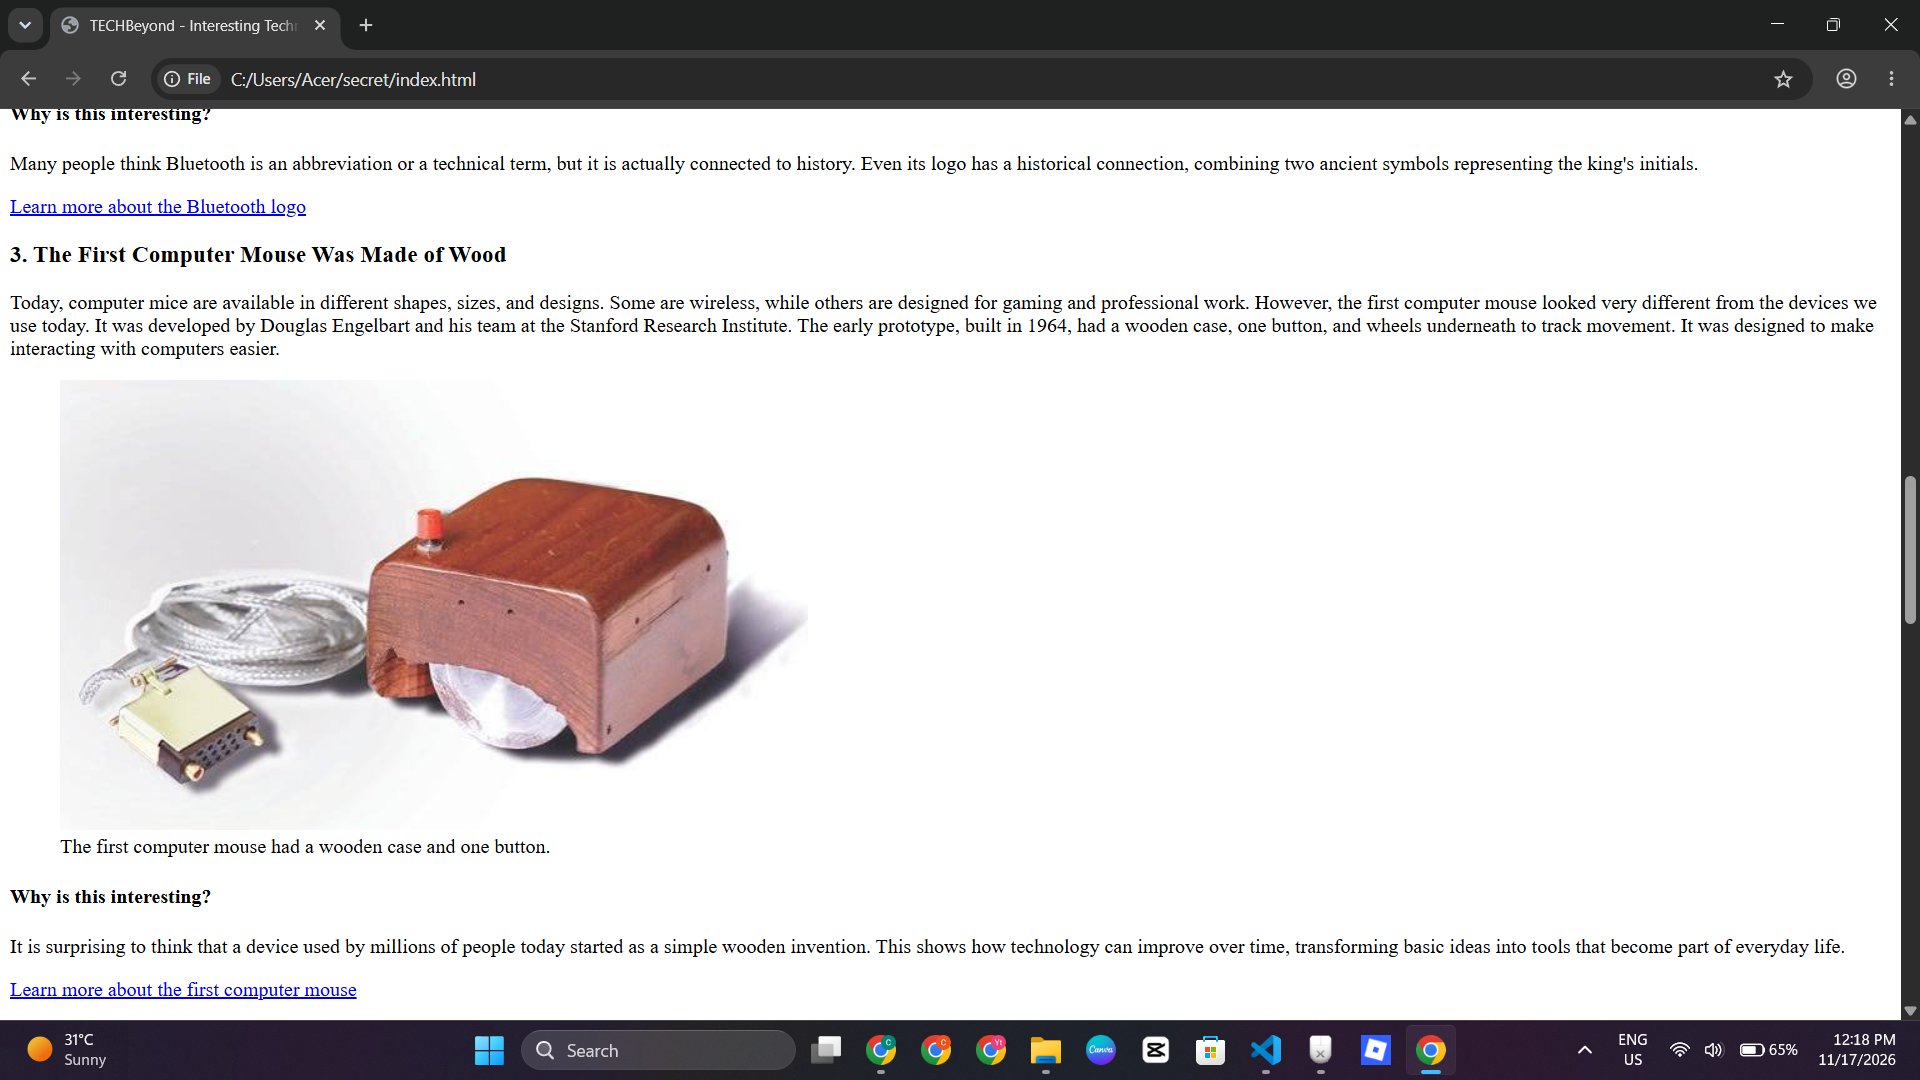 TECHBeyond - Interesting Tech
File
C:/Users/Acer/secret/index.html
Why is this interesting?
Many people think Bluetooth is an abbreviation or a technical term, but it is actually connected to history. Even its logo has a historical connection, combining two ancient symbols representing the king's initials.
Learn more about the Bluetooth logo
3. The First Computer Mouse Was Made of Wood
Today, computer mice are available in different shapes, sizes, and designs. Some are wireless, while others are designed for gaming and professional work. However, the first computer mouse looked very different from the devices we
use today. It was developed by Douglas Engelbart and his team at the Stanford Research Institute. The early prototype, built in 1964, had a wooden case, one button, and wheels underneath to track movement. It was designed to make
interacting with computers easier.
The first computer mouse had a wooden case and one button.
Why is this interesting?
It is surprising to think that a device used by millions of people today started as a simple wooden invention. This shows how technology can improve over time, transforming basic ideas into tools that become part of everyday life.
Learn more about the first computer mouse
31°C
Sunny
Search
C
C
Yt
Canva
ENG
US
65%
12:18 PM
11/17/2026